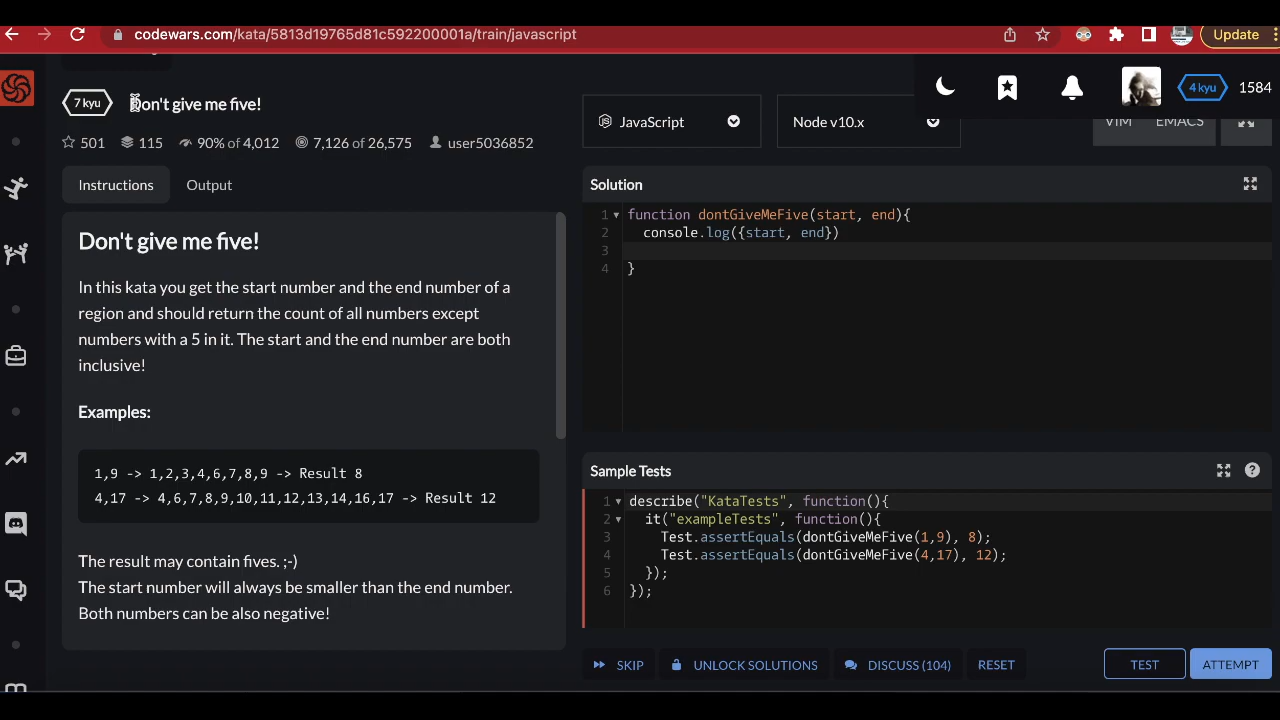 codewars.com/kata/5813d19765d81c592200001a/train/javascript
Update
7 kyu
Don't give me five!
4 kyu
1584
JavaScript
Node v10.x
VIM
EMACS
501
115
90% of 4,012
7,126 of 26,575
user5036852
Instructions
Output
Don't give me five!
In this kata you get the start number and the end number of a
region and should return the count of all numbers except
numbers with a 5 in it. The start and the end number are both
inclusive!
Examples:
1,9 -> 1,2,3,4,6,7,8,9 -> Result 8
4,17 -> 4,6,7,8,9,10,11,12,13,14,16,17 -> Result 12
The result may contain fives. ;-)
The start number will always be smaller than the end number.
Both numbers can be also negative!
Solution
1 function dontGiveMeFive(start, end){
2 console.log({start, end})
3
4 }
Sample Tests
1 describe("KataTests", function(){
2 it("exampleTests", function(){
3 Test.assertEquals(dontGiveMeFive(1,9), 8);
4 Test.assertEquals(dontGiveMeFive(4,17), 12);
5 });
6 });
SKIP
UNLOCK SOLUTIONS
DISCUSS (104)
RESET
TEST
ATTEMPT